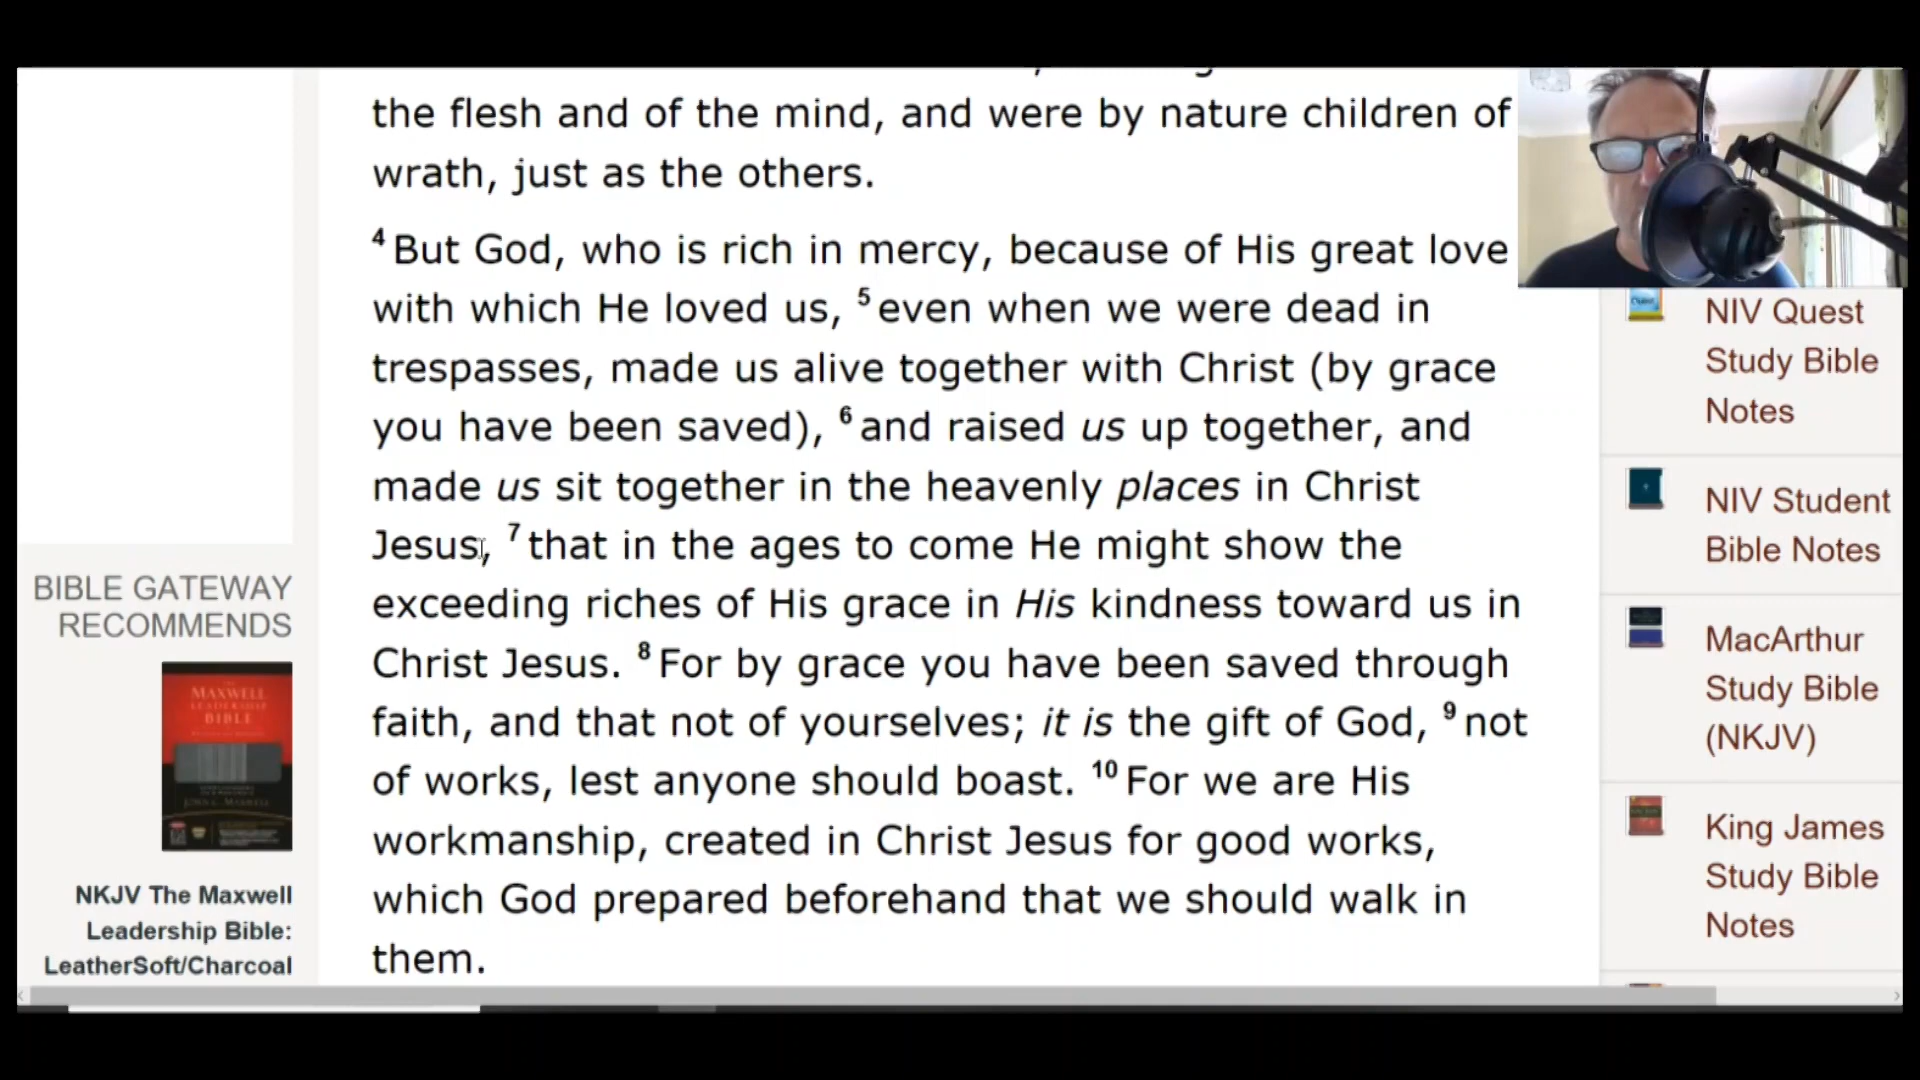 the flesh and of the mind, and were by nature children of
wrath, just as the others.
4 But God, who is rich in mercy, because of His great love
with which He loved us, 5 even when we were dead in
trespasses, made us alive together with Christ (by grace
you have been saved), 6 and raised us up together, and
made us sit together in the heavenly places in Christ
Jesus, 7 that in the ages to come He might show the
exceeding riches of His grace in His kindness toward us in
Christ Jesus. 8 For by grace you have been saved through
faith, and that not of yourselves; it is the gift of God, 9 not
of works, lest anyone should boast. 10 For we are His
workmanship, created in Christ Jesus for good works,
which God prepared beforehand that we should walk in
them.
BIBLE GATEWAY
RECOMMENDS
MAXWELL
LEADERSHIP
BIBLE
JOHN C. MAXWELL
NKJV The Maxwell
Leadership Bible:
LeatherSoft/Charcoal
Quest
NIV Quest
Study Bible
Notes
NIV Student
Bible Notes
MacArthur
Study Bible
(NKJV)
King James
Study Bible
Notes